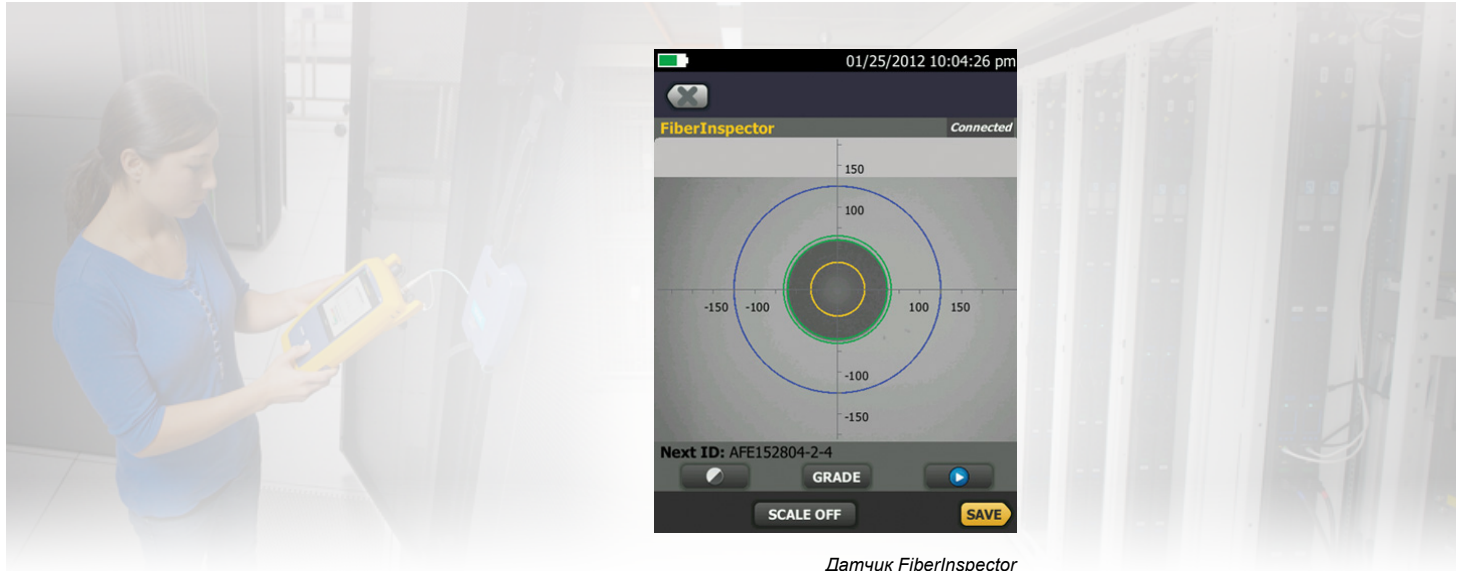 01/25/2012 10:04:26 pm
FiberInspector
Connected
150
100
-150 -100 100 150
-100
-150
Next ID: AFE152804-2-4
GRADE
SCALE OFF
SAVE
Датчик FiberInspector